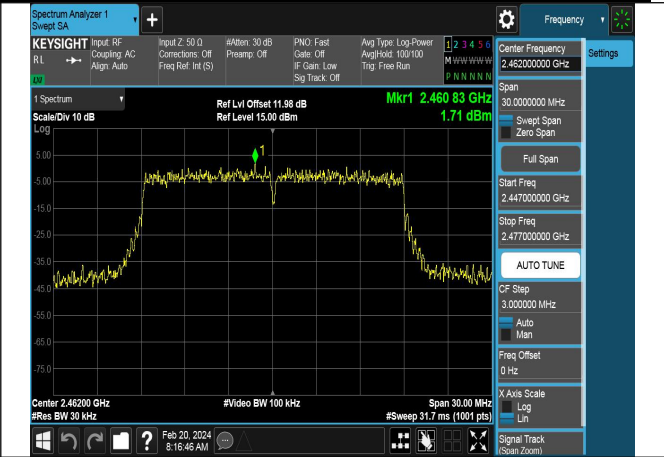 Spectrum Analyzer 1
Swept SA
+
Frequency
KEYSIGHT
RL
Input: RF
Coupling: AC
Align: Auto
Input Z: 50 Ω
Corrections: Off
Freq Ref: Int (S)
#Atten: 30 dB
Preamp: Off
PNO: Fast
Gate: Off
IF Gain: Low
Sig Track: Off
Avg Type: Log-Power
Avg|Hold: 100/100
Trig: Free Run
1 2 3 4 5 6
M W W W W W
P N N N N N
1 Spectrum
Scale/Div 10 dB
Log
Ref Lvl Offset 11.98 dB
Ref Level 15.00 dBm
Mkr1 2.460 83 GHz
1.71 dBm
1
5.00
-5.00
-15.0
-25.0
-35.0
-45.0
-55.0
-65.0
-75.0
Center 2.46200 GHz
#Res BW 30 kHz
#Video BW 100 kHz
Span 30.00 MHz
#Sweep 31.7 ms (1001 pts)
Feb 20, 2024
8:16:46 AM
?
Center Frequency
2.462000000 GHz
Settings
Span
30.0000000 MHz
Swept Span
Zero Span
Full Span
Start Freq
2.447000000 GHz
Stop Freq
2.477000000 GHz
AUTO TUNE
CF Step
3.000000 MHz
Auto
Man
Freq Offset
0 Hz
X Axis Scale
Log
Lin
Signal Track
(Span Zoom)